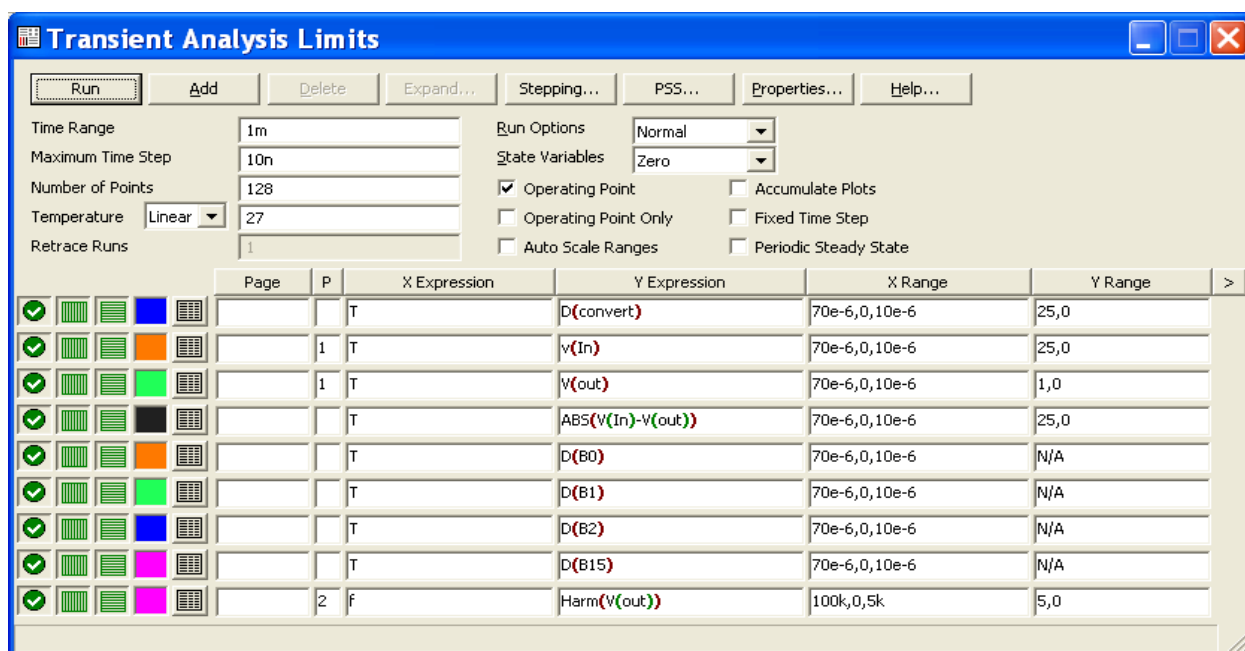 Transient Analysis Limits
Run Add Delete Expand... Stepping... PSS... Properties... Help...
Time Range 1m Run Options Normal
Maximum Time Step 10n State Variables Zero
Number of Points 128 Operating Point Accumulate Plots
Temperature Linear 27 Operating Point Only Fixed Time Step
Retrace Runs 1 Auto Scale Ranges Periodic Steady State
Page P X Expression Y Expression X Range Y Range >
T D(convert) 70e-6,0,10e-6 25,0
1 T v(In) 70e-6,0,10e-6 25,0
1 T V(out) 70e-6,0,10e-6 1,0
T ABS(V(In)-V(out)) 70e-6,0,10e-6 25,0
T D(B0) 70e-6,0,10e-6 N/A
T D(B1) 70e-6,0,10e-6 N/A
T D(B2) 70e-6,0,10e-6 N/A
T D(B15) 70e-6,0,10e-6 N/A
2 f Harm(V(out)) 100k,0,5k 5,0